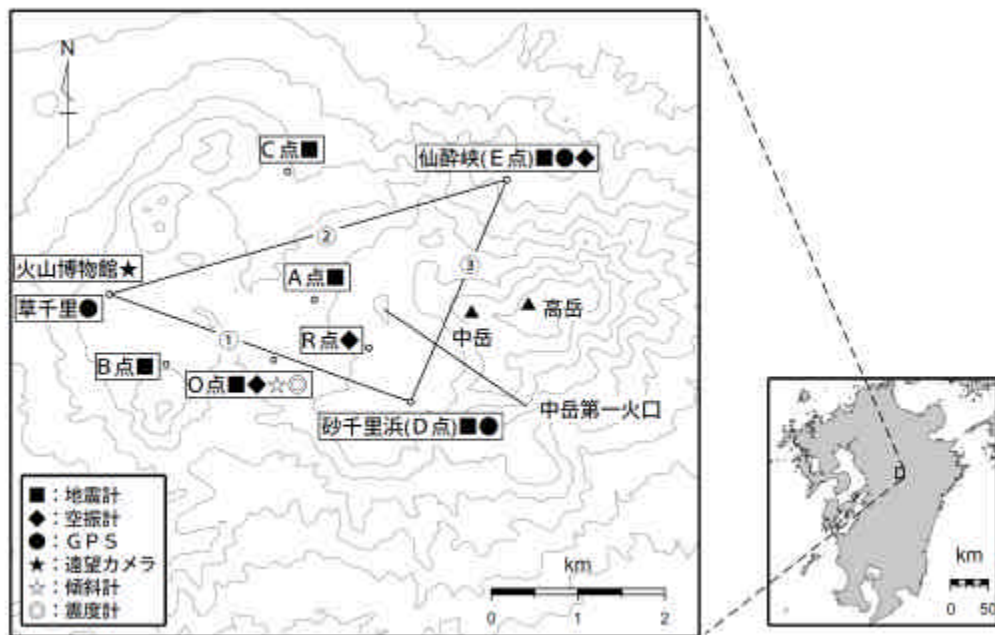 N
C点■
仙酔峡(E点)■●◆
②
③
火山博物館★
A点■
草千里●
高岳
中岳
①
R点◆
B点■
O点■◆☆◎
中岳第一火口
砂千里浜(D点)■●
■：地震計
◆：空振計
●：GPS
★：遠望カメラ
☆：傾斜計
◎：震度計
km
0 1 2
km
0 50